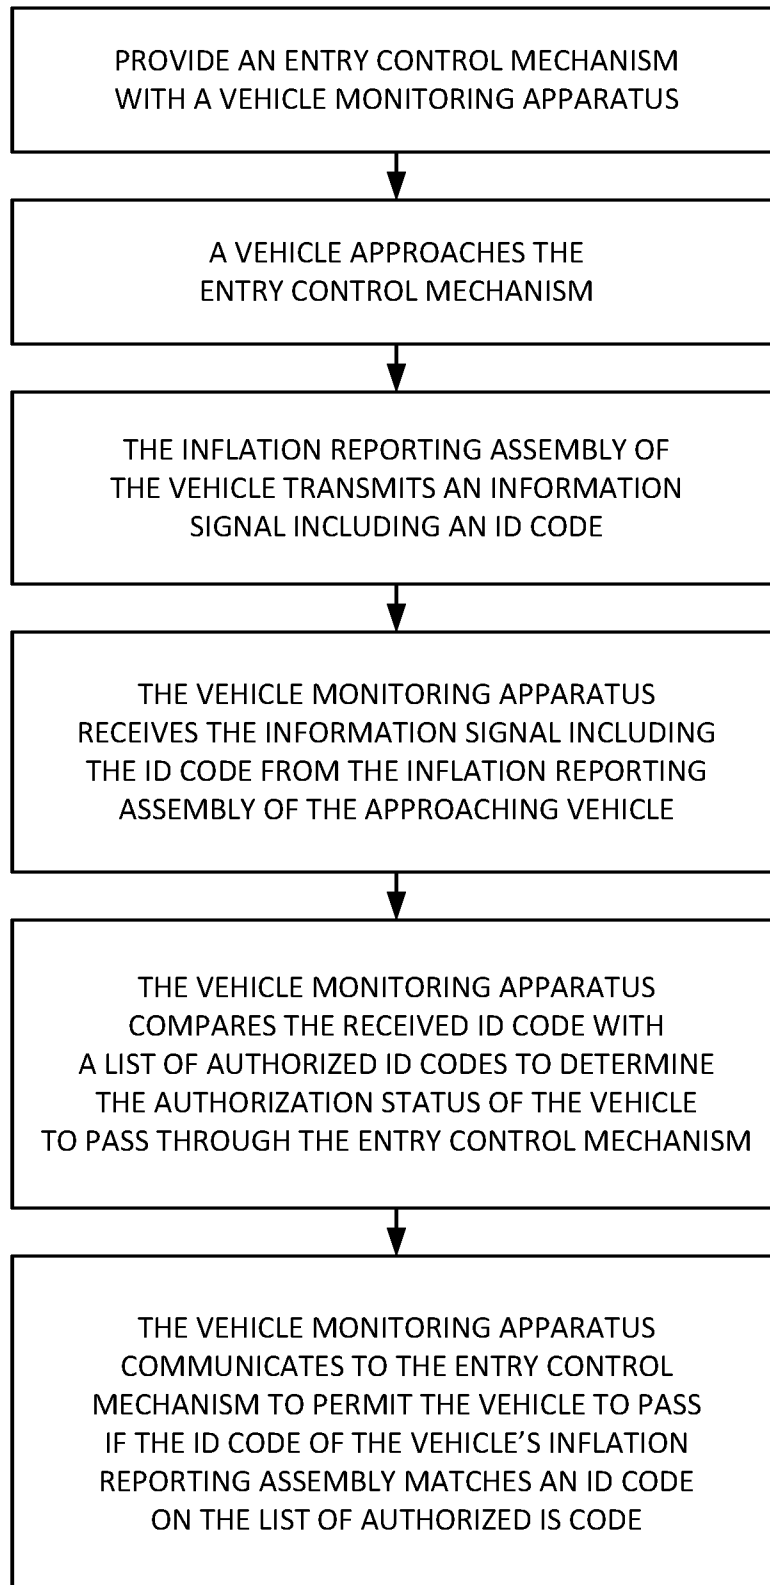 PROVIDE AN ENTRY CONTROL MECHANISM
WITH A VEHICLE MONITORING APPARATUS
A VEHICLE APPROACHES THE
ENTRY CONTROL MECHANISM
THE INFLATION REPORTING ASSEMBLY OF
THE VEHICLE TRANSMITS AN INFORMATION
SIGNAL INCLUDING AN ID CODE
THE VEHICLE MONITORING APPARATUS
RECEIVES THE INFORMATION SIGNAL INCLUDING
THE ID CODE FROM THE INFLATION REPORTING
ASSEMBLY OF THE APPROACHING VEHICLE
THE VEHICLE MONITORING APPARATUS
COMPARES THE RECEIVED ID CODE WITH
A LIST OF AUTHORIZED ID CODES TO DETERMINE
THE AUTHORIZATION STATUS OF THE VEHICLE
TO PASS THROUGH THE ENTRY CONTROL MECHANISM
THE VEHICLE MONITORING APPARATUS
COMMUNICATES TO THE ENTRY CONTROL
MECHANISM TO PERMIT THE VEHICLE TO PASS
IF THE ID CODE OF THE VEHICLE’S INFLATION
REPORTING ASSEMBLY MATCHES AN ID CODE
ON THE LIST OF AUTHORIZED IS CODE